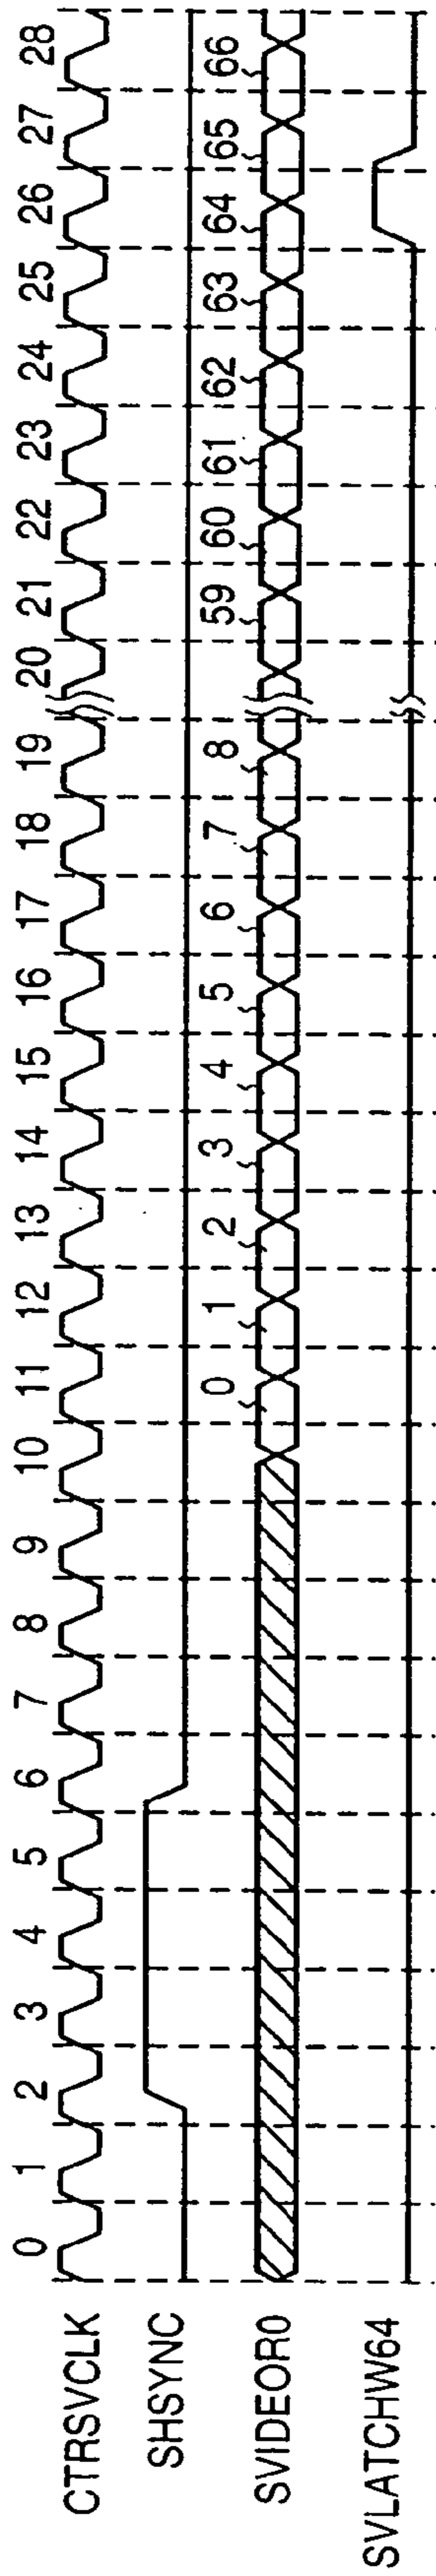 0 1 2 3 4 5 6 7 8 9 10 11 12 13 14 15 16 17 18 19 20 21 22 23 24 25 26 27 28
CTRSVCLK
SHSYNC
0 1 2 3 4 5 6 7 8 59 60 61 62 63 64 65 66
SVIDEOR0
SVLATCHW64